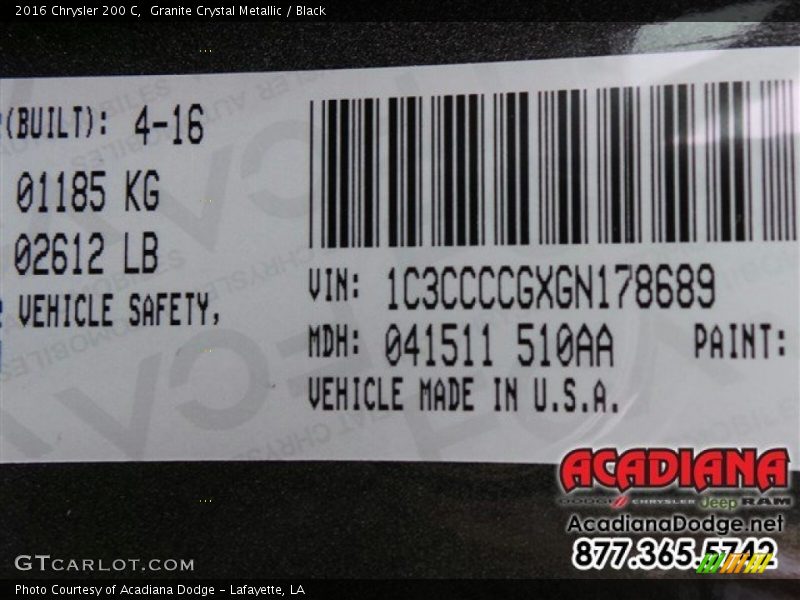 2016 Chrysler 200 C,  Granite Crystal Metallic / Black
(BUILT): 4-16
01185 KG
02612 LB
VEHICLE SAFETY,
VIN: 1C3CCCCGXGN178689
MDH: 041511 510AA PAINT:
VEHICLE MADE IN U.S.A.
ACADIANA
DODGE CHRYSLER Jeep RAM
AcadianaDodge.net
877.365.5742
GTCARLOT.COM
Photo Courtesy of Acadiana Dodge – Lafayette, LA